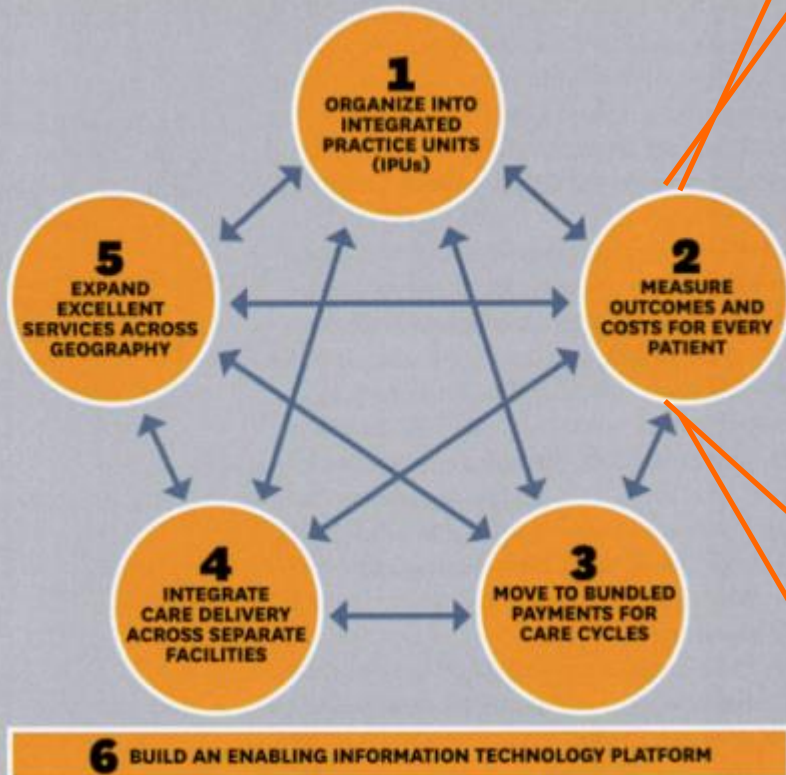 1
ORGANIZE INTO
INTEGRATED
PRACTICE UNITS
(IPUs)
2
MEASURE
OUTCOMES AND
COSTS FOR EVERY
PATIENT
3
MOVE TO BUNDLED
PAYMENTS FOR
CARE CYCLES
4
INTEGRATE
CARE DELIVERY
ACROSS SEPARATE
FACILITIES
5
EXPAND
EXCELLENT
SERVICES ACROSS
GEOGRAPHY
6 BUILD AN ENABLING INFORMATION TECHNOLOGY PLATFORM